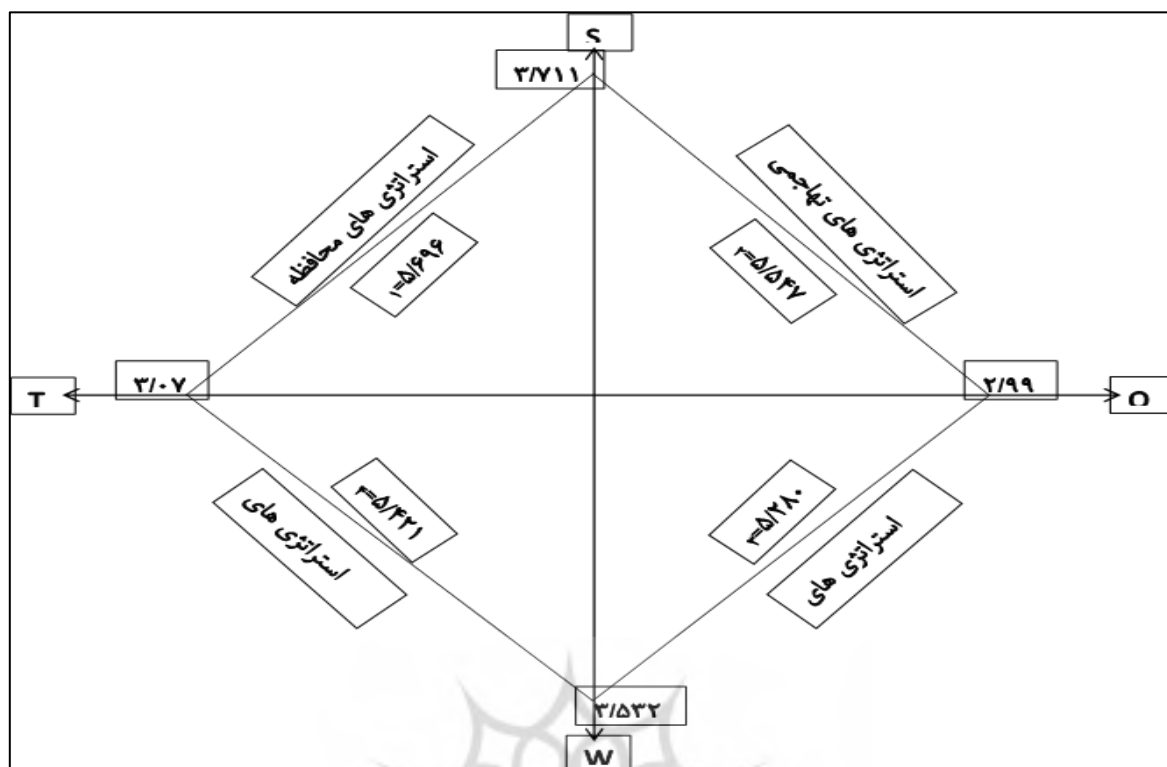 S
۳/۷۱۱
استراتژی های تهاجمی
استراتژی های محافظه
۲=۵/۵۴۷
۱=۵/۶۹۶
O
۲/۹۹
۳/۰۷
T
۴=۵/۲۸۰
۳=۵/۴۲۱
استراتژی های
استراتژی های
۳/۵۳۲
W